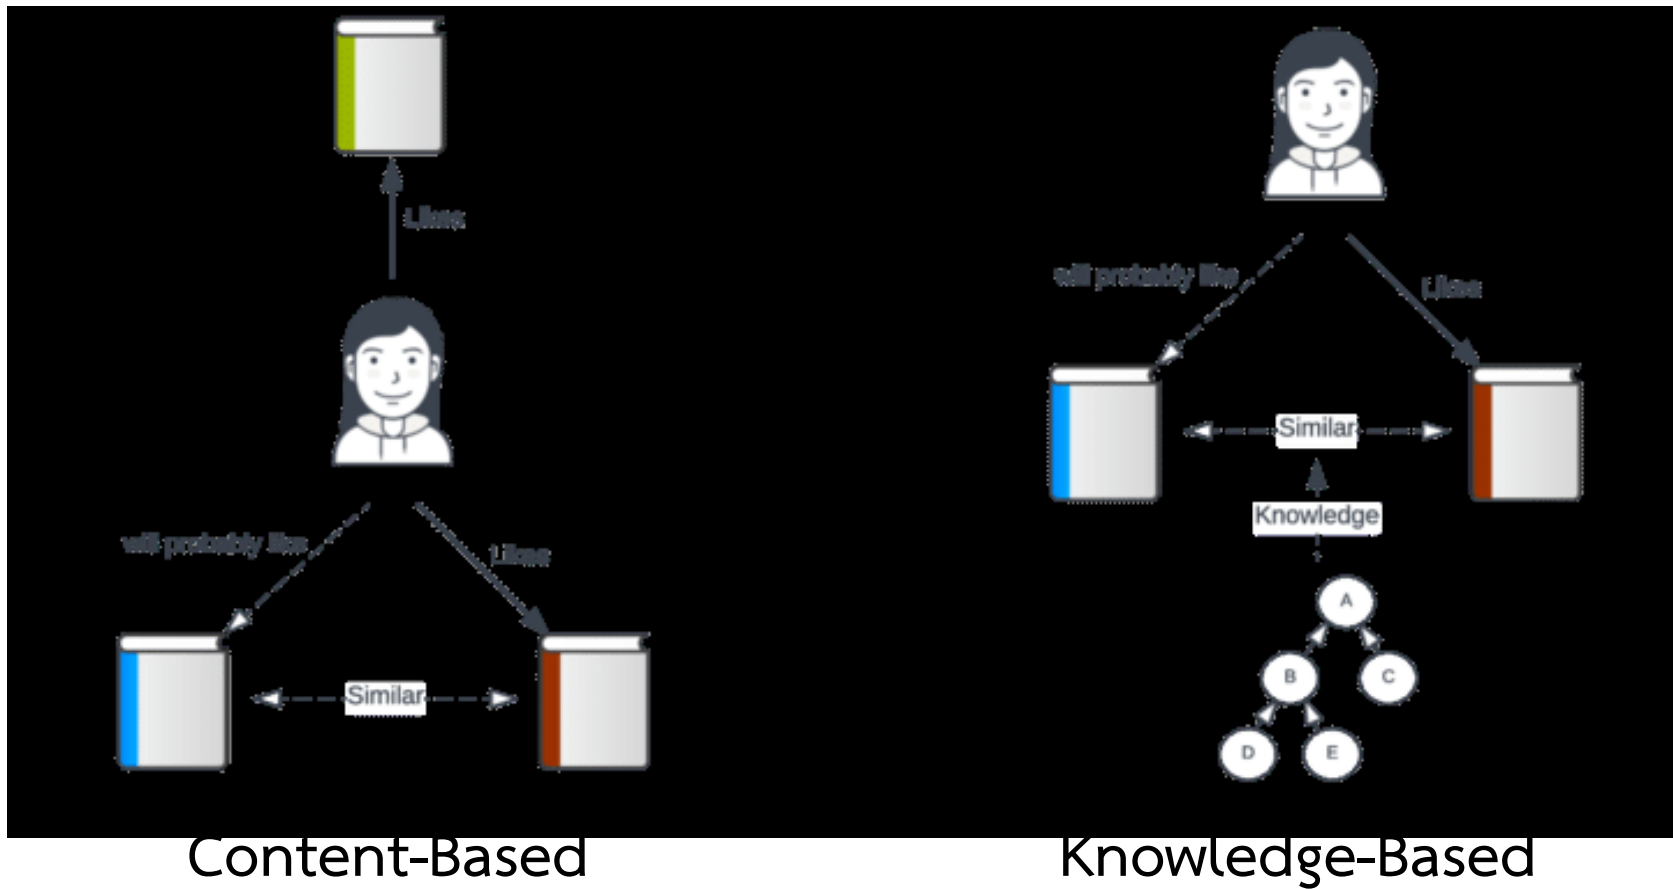 Likes
will probably like
Likes
Similar
will probably like
Likes
Similar
Knowledge
A
B
C
D
E
Content-Based
Knowledge-Based